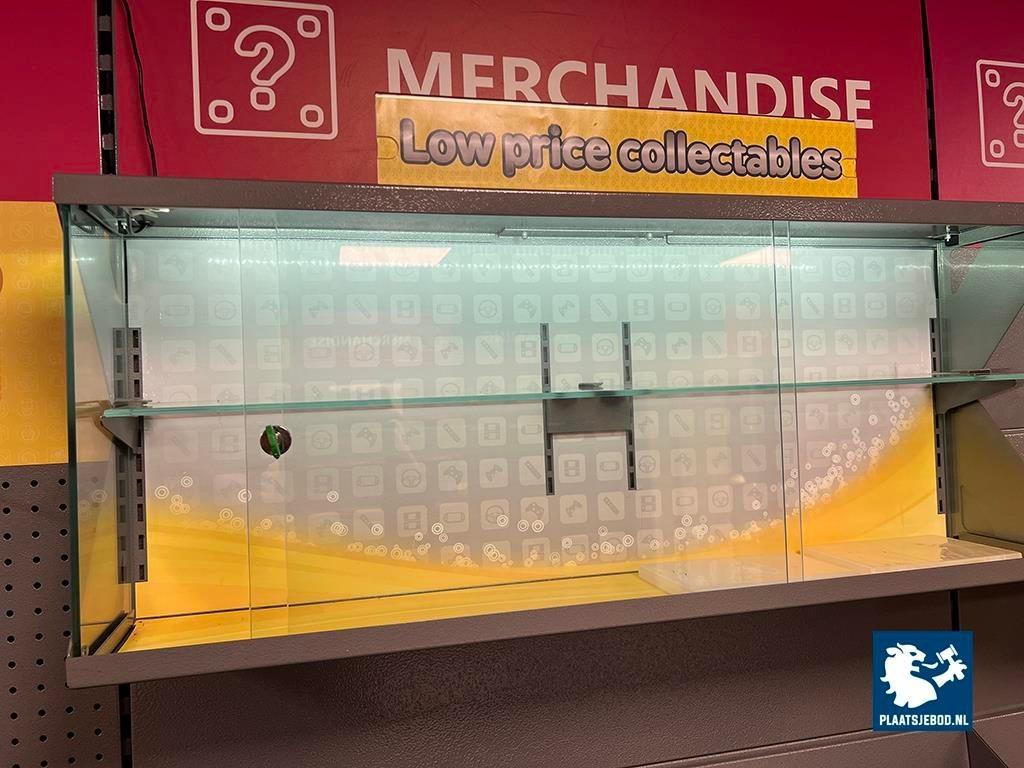 MERCHANDISE
Low price collectables
PLAATSJEBOD.NL